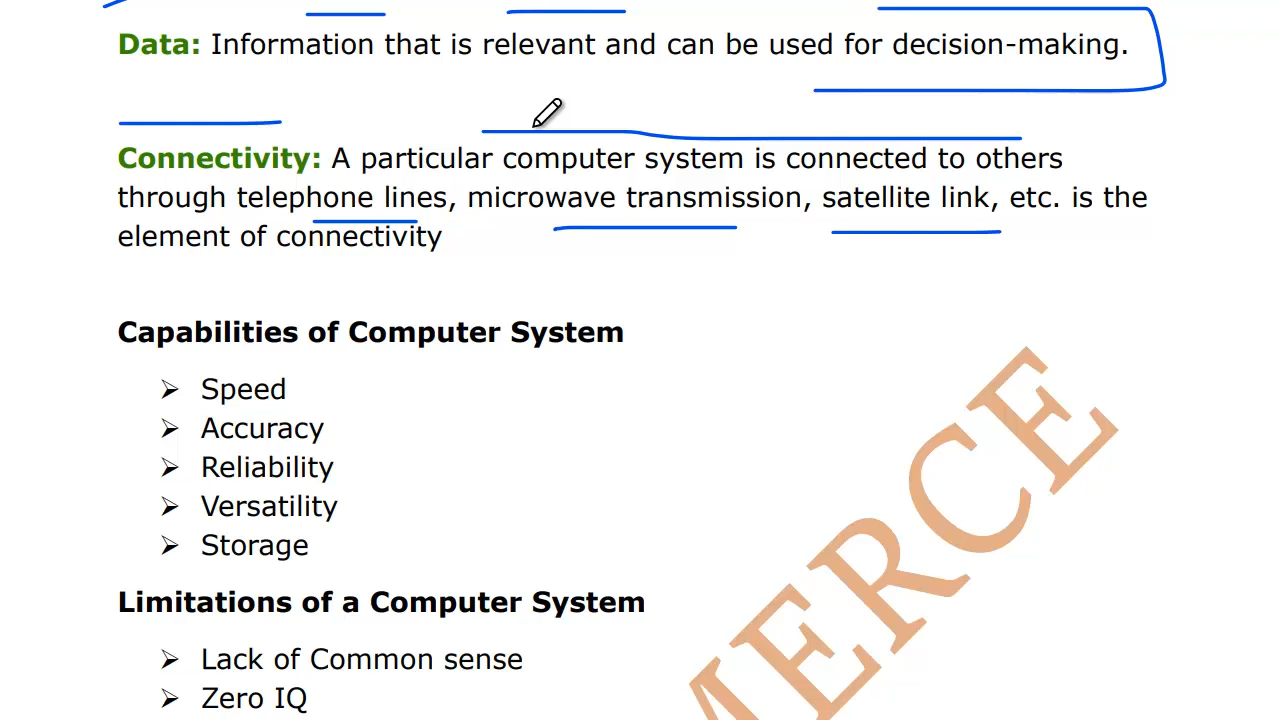 Data: Information that is relevant and can be used for decision-making.
Connectivity: A particular computer system is connected to others
through telephone lines, microwave transmission, satellite link, etc. is the
element of connectivity
Capabilities of Computer System
➢ Speed
➢ Accuracy
➢ Reliability
➢ Versatility
➢ Storage
Limitations of a Computer System
➢ Lack of Common sense
➢ Zero IQ
MERCE